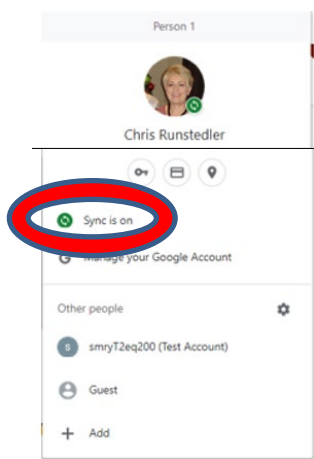 Person 1
Chris Runstedler
Sync is on
G Manage your Google Account
Other people
s smryT2eq200 (Test Account)
Guest
+ Add